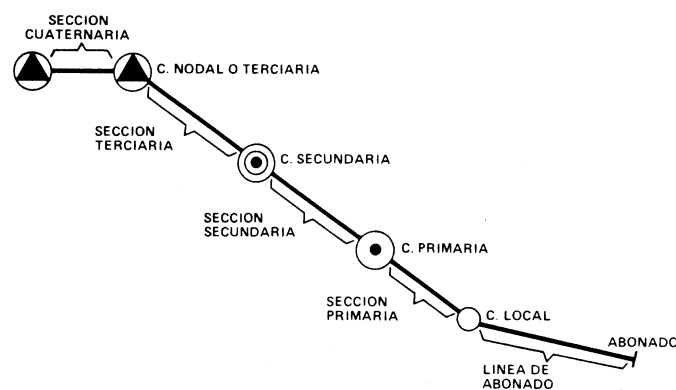 SECCION
CUATERNARIA
C. NODAL O TERCIARIA
SECCION
TERCIARIA
C. SECUNDARIA
SECCION
SECUNDARIA
C. PRIMARIA
SECCION
PRIMARIA
C. LOCAL
ABONADO
LINEA DE
ABONADO